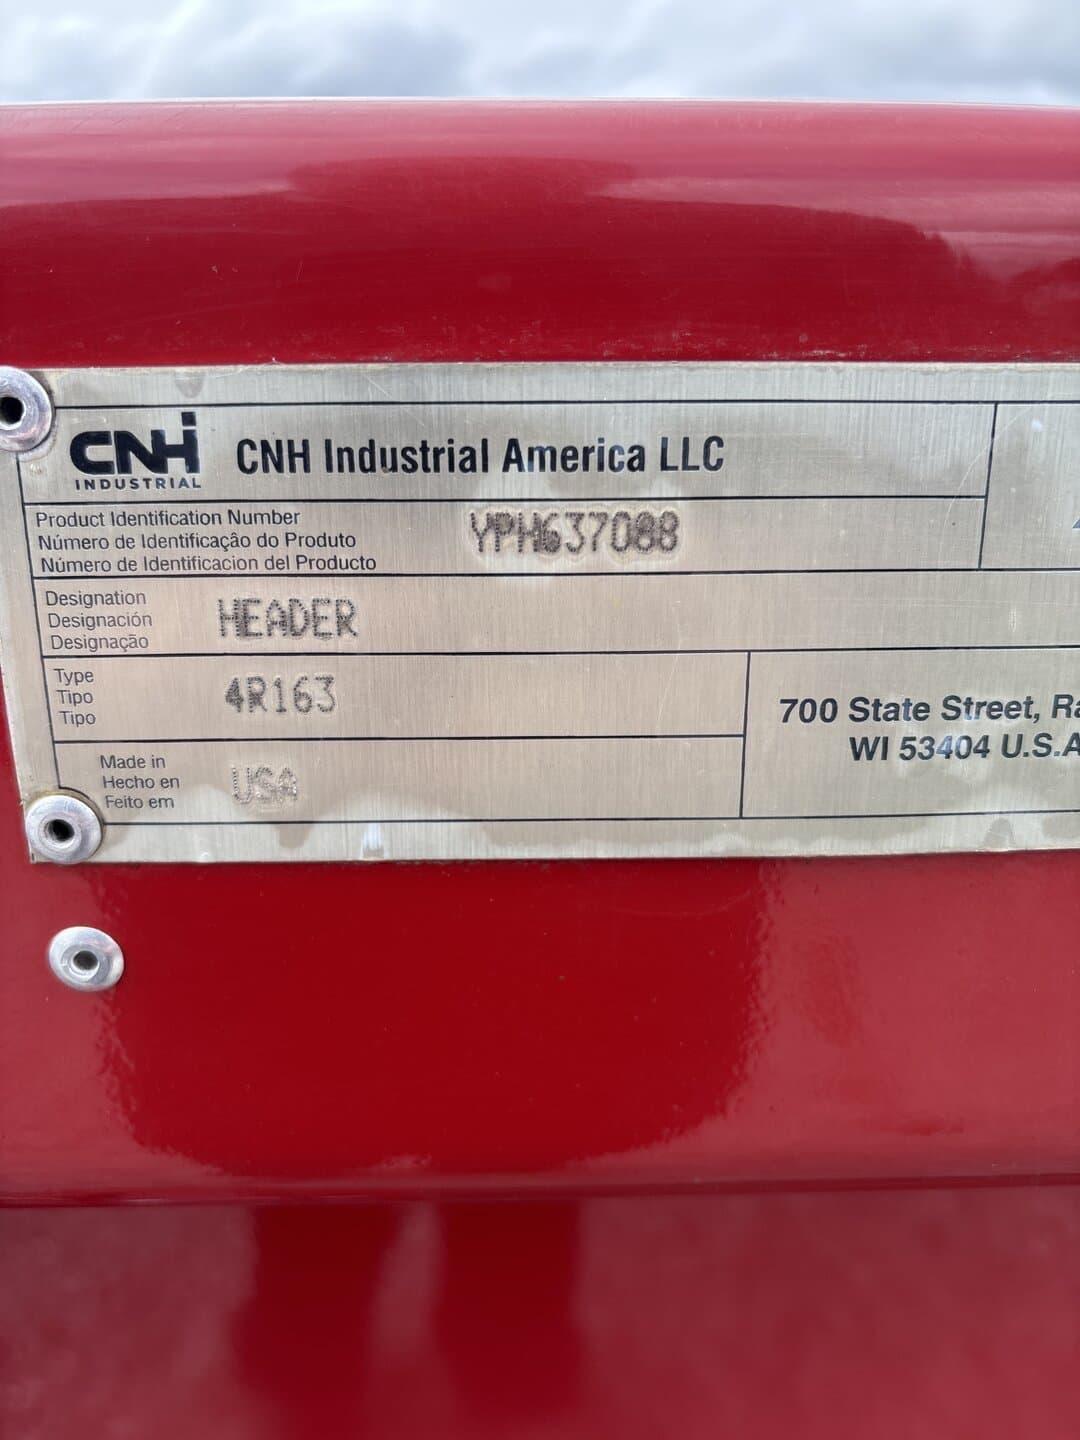 CNH INDUSTRIAL CNH Industrial America LLC
Product Identification Number
Número de Identificação do Produto YPH637088
Número de Identificacion del Producto
Designation
Designación HEADER
Designação
Type
Tipo 4R163
Tipo
700 State Street,
WI 53404 U.S.A
Made in
Hecho en USA
Feito em